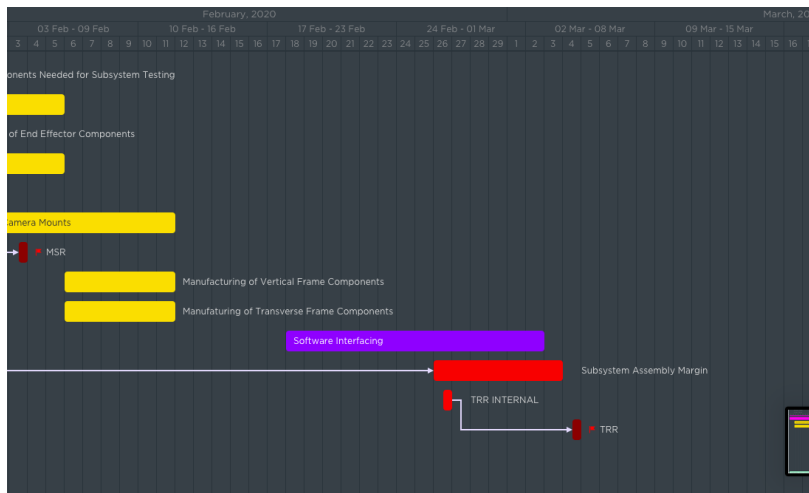 February, 2020
March, 20
03 Feb - 09 Feb
10 Feb - 16 Feb
17 Feb - 23 Feb
24 Feb - 01 Mar
02 Mar - 08 Mar
09 Mar - 15 Mar
3 4 5 6 7 8 9 10 11 12 13 14 15 16 17 18 19 20 21 22 23 24 25 26 27 28 29 1 2 3 4 5 6 7 8 9 10 11 12 13 14 15 16
onents Needed for Subsystem Testing
of End Effector Components
Camera Mounts
MSR
Manufacturing of Vertical Frame Components
Manufaturing of Transverse Frame Components
Software Interfacing
Subsystem Assembly Margin
TRR INTERNAL
TRR